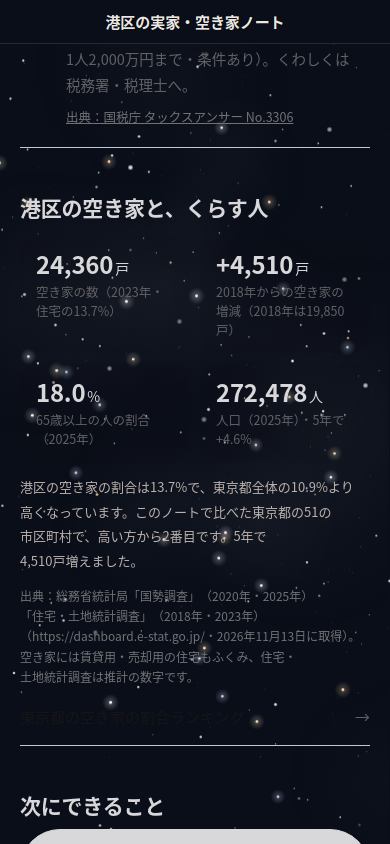 港区の実家・空き家ノート
1人2,000万円まで・条件あり）。くわしくは
税務署・税理士へ。
出典：国税庁 タックスアンサー No.3306
港区の空き家と、くらす人
24,360戸
空き家の数（2023年・
住宅の13.7%）
+4,510戸
2018年からの空き家の
増減（2018年は19,850
戸）
18.0%
65歳以上の人の割合
（2025年）
272,478人
人口（2025年）・5年で
+4.6%
港区の空き家の割合は13.7%で、東京都全体の10.9%より
高くなっています。このノートで比べた東京都の51の
市区町村で、高い方から2番目です。5年で
4,510戸増えました。
出典：総務省統計局「国勢調査」（2020年・2025年）・
「住宅・土地統計調査」（2018年・2023年）
（https://dashboard.e-stat.go.jp/・2026年11月13日に取得）。
空き家には賃貸用・売却用の住宅もふくみ、住宅・
土地統計調査は推計の数字です。
東京都の空き家の割合ランキング →
次にできること